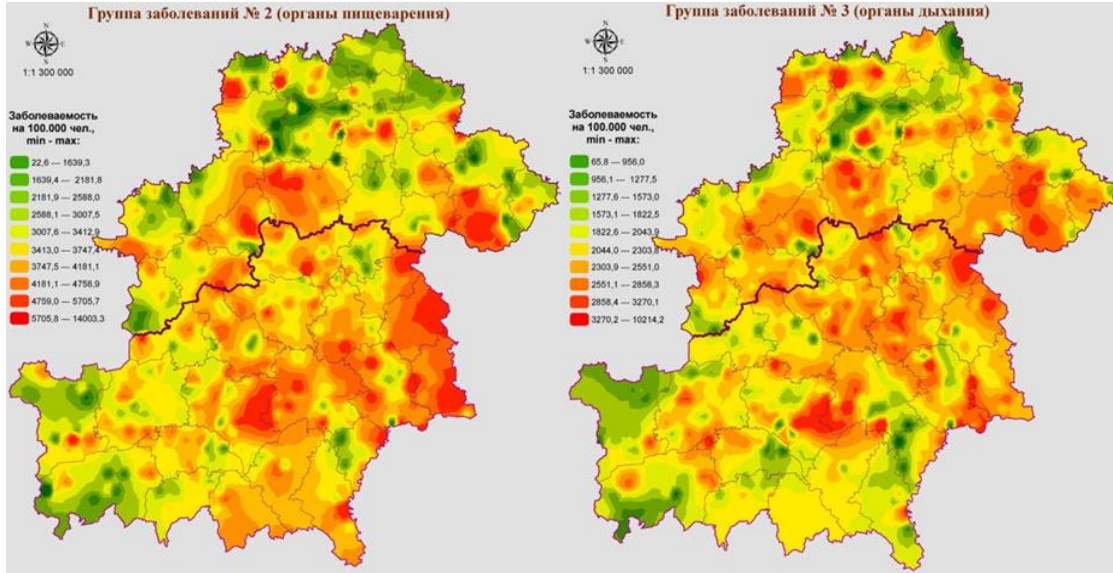 Группа заболеваний № 2 (органы пищеварения)
N
W E
S
1:1 300 000
Заболеваемость
на 100.000 чел.,
min - max:
22,6 — 1639,3
1639,4 — 2181,8
2181,9 — 2588,0
2588,1 — 3007,5
3007,6 — 3412,9
3413,0 — 3747,4
3747,5 — 4181,1
4181,1 — 4758,9
4759,0 — 5705,7
5705,8 — 14003,3
Группа заболеваний № 3 (органы дыхания)
N
W E
S
1:1 300 000
Заболеваемость
на 100.000 чел.,
min - max:
65,8 — 956,0
956,1 — 1277,5
1277,6 — 1573,0
1573,1 — 1822,5
1822,6 — 2043,9
2044,0 — 2303,8
2303,9 — 2551,0
2551,1 — 2858,3
2858,4 — 3270,1
3270,2 — 10214,2